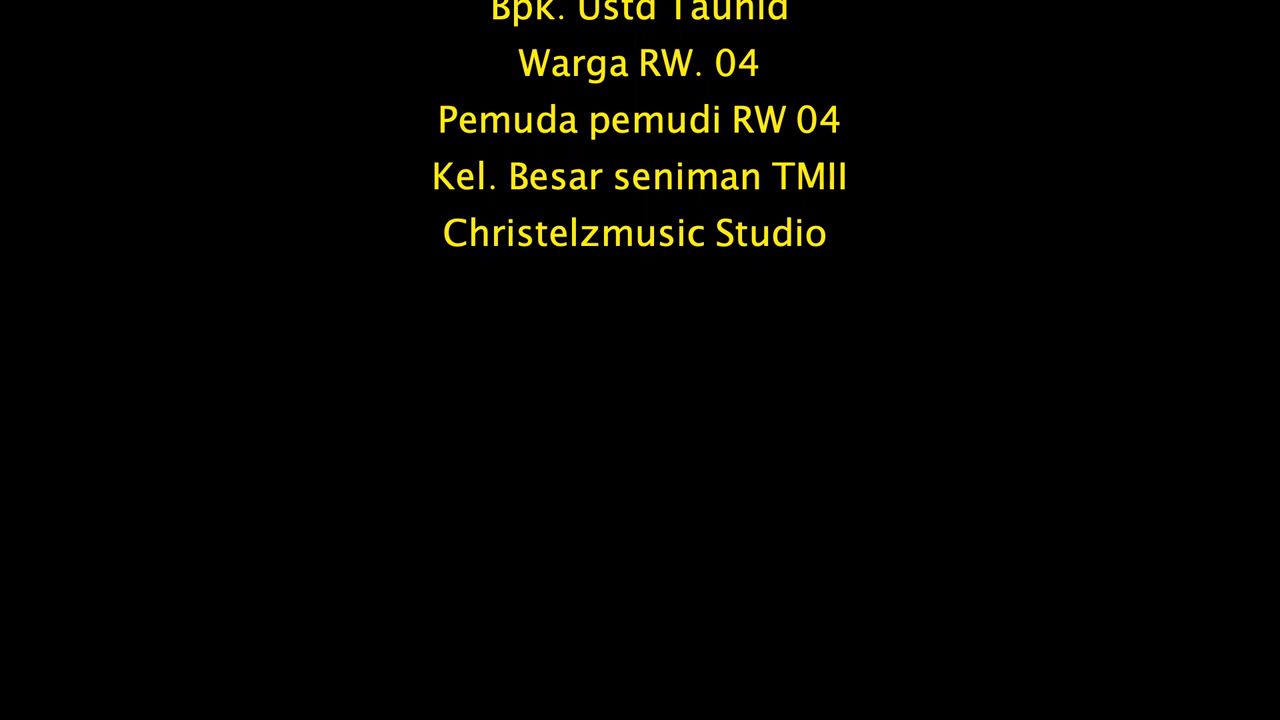 Bpk. Ustd Tauhid
Warga RW. 04
Pemuda pemudi RW 04
Kel. Besar seniman TMII
Christelzmusic Studio